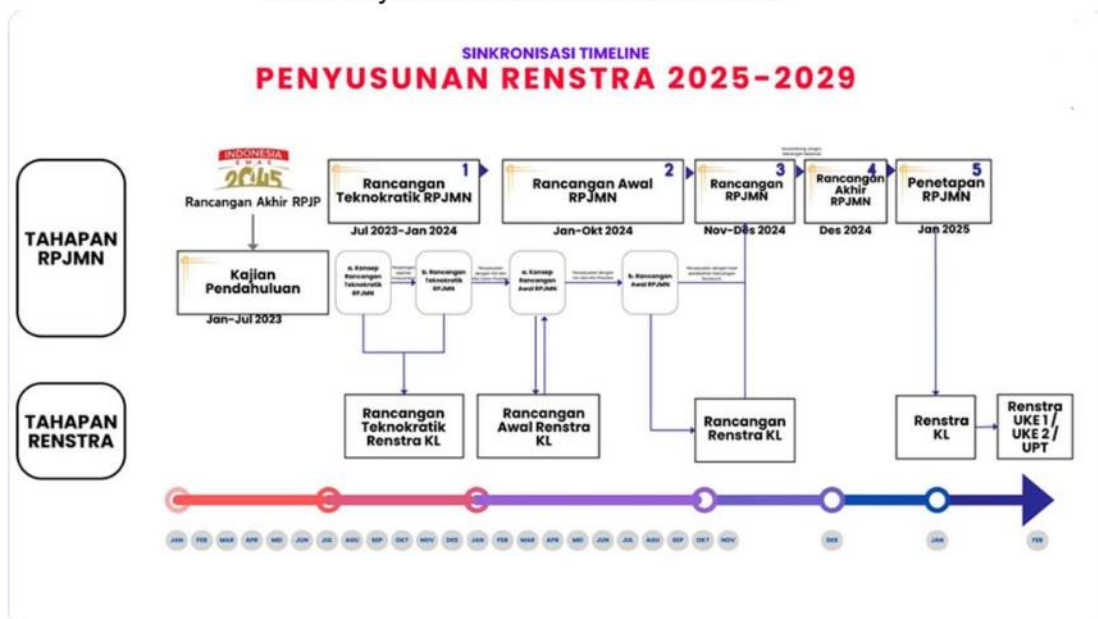 SINKRONISASI TIMELINE
PENYUSUNAN RENSTRA 2025-2029
TAHAPAN
RPJMN
INDONESIA
EMAS
2045
Rancangan Akhir RPJP
Kajian
Pendahuluan
Jan-Jul 2023
1
Rancangan
Teknokratik RPJMN
Jul 2023-Jan 2024
2
Rancangan Awal
RPJMN
Jan-Okt 2024
3
Rancangan
RPJMN
Nov-Des 2024
4
Rancangan
Akhir
RPJMN
Des 2024
5
Penetapan
RPJMN
Jan 2025
a. Konsep
Rancangan
Teknokratik
RPJMN
b. Rancangan
Teknokratik
RPJMN
a. Konsep
Rancangan
Awal RPJMN
b. Rancangan
Awal RPJMN
TAHAPAN
RENSTRA
Rancangan
Teknokratik
Renstra KL
Rancangan
Awal Renstra
KL
Rancangan
Renstra KL
Renstra
KL
Renstra
UKE 1 /
UKE 2 /
UPT
JAN FEB MAR APR MEI JUN JUL AGU SEP OKT NOV DES JAN FEB MAR APR MEI JUN JUL AGU SEP OKT NOV DES JAN FEB